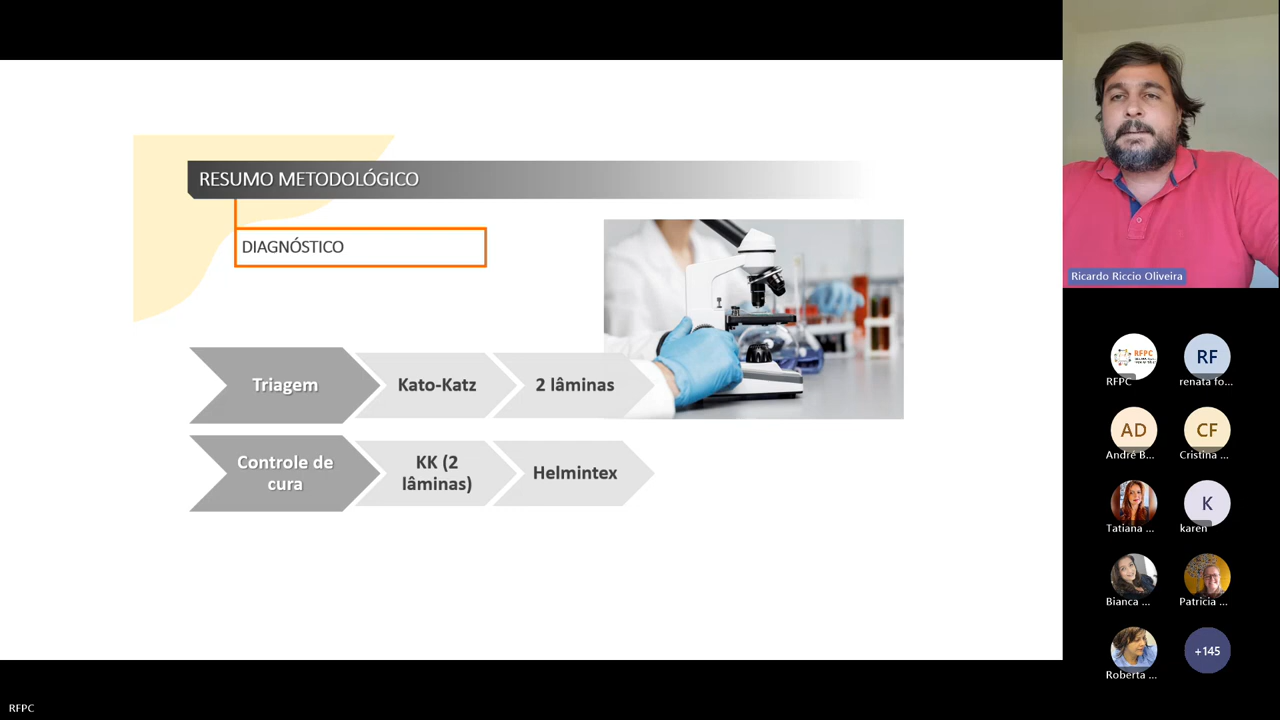 RESUMO METODOLÓGICO
DIAGNÓSTICO
Triagem
Kato-Katz
2 lâminas
Controle de
cura
KK (2
lâminas)
Helmintex
Ricardo Riccio Oliveira
RFPC
RFPC
RF
renata fo...
AD
André B...
CF
Cristina ...
Tatiana ...
K
karen
Bianca ...
Patricia ...
Roberta ...
+145
RFPC